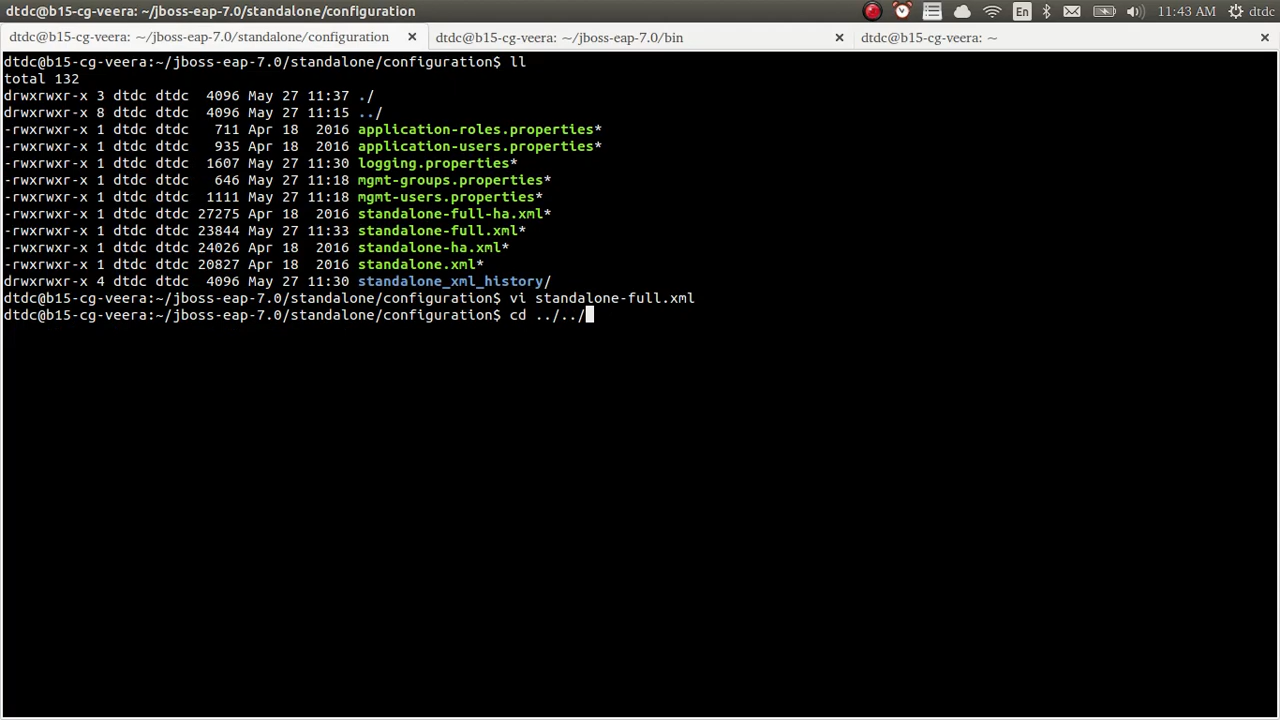 dtdc@b15-cg-veera: ~/jboss-eap-7.0/standalone/configuration
En
11:43 AM
dtdc
dtdc@b15-cg-veera: ~/jboss-eap-7.0/standalone/configuration ×
dtdc@b15-cg-veera: ~/jboss-eap-7.0/bin ×
dtdc@b15-cg-veera: ~ ×
dtdc@b15-cg-veera:~/jboss-eap-7.0/standalone/configuration$ ll
total 132
drwxrwxr-x 3 dtdc dtdc  4096 May 27 11:37 ./
drwxrwxr-x 8 dtdc dtdc  4096 May 27 11:15 ../
-rwxrwxr-x 1 dtdc dtdc   711 Apr 18  2016 application-roles.properties*
-rwxrwxr-x 1 dtdc dtdc   935 Apr 18  2016 application-users.properties*
-rwxrwxr-x 1 dtdc dtdc  1607 May 27 11:30 logging.properties*
-rwxrwxr-x 1 dtdc dtdc   646 May 27 11:18 mgmt-groups.properties*
-rwxrwxr-x 1 dtdc dtdc  1111 May 27 11:18 mgmt-users.properties*
-rwxrwxr-x 1 dtdc dtdc 27275 Apr 18  2016 standalone-full-ha.xml*
-rwxrwxr-x 1 dtdc dtdc 23844 May 27 11:33 standalone-full.xml*
-rwxrwxr-x 1 dtdc dtdc 24026 Apr 18  2016 standalone-ha.xml*
-rwxrwxr-x 1 dtdc dtdc 20827 Apr 18  2016 standalone.xml*
drwxrwxr-x 4 dtdc dtdc  4096 May 27 11:30 standalone_xml_history/
dtdc@b15-cg-veera:~/jboss-eap-7.0/standalone/configuration$ vi standalone-full.xml
dtdc@b15-cg-veera:~/jboss-eap-7.0/standalone/configuration$ cd ../../